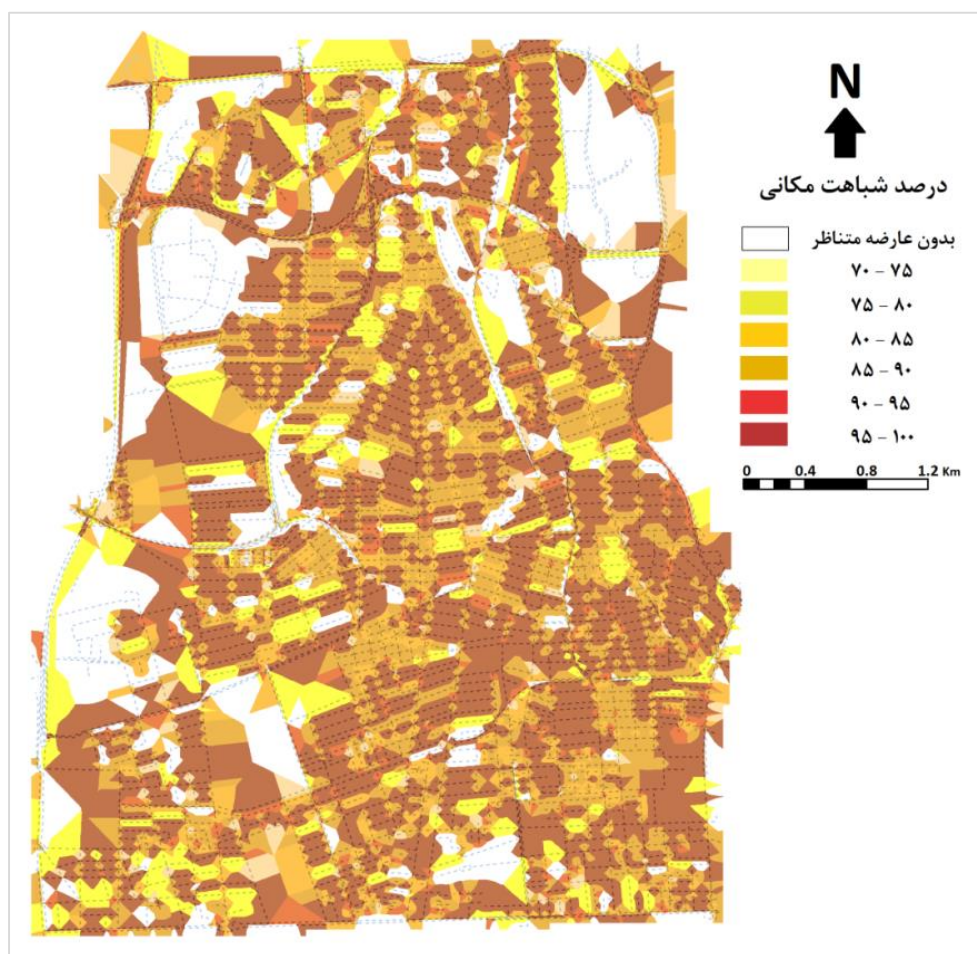 N
درصد شباهت مکانی
بدون عارضه متناظر
۷۰ – ۷۵
۷۵ – ۸۰
۸۰ – ۸۵
۸۵ – ۹۰
۹۰ – ۹۵
۹۵ – ۱۰۰
0 0.4 0.8 1.2 Km